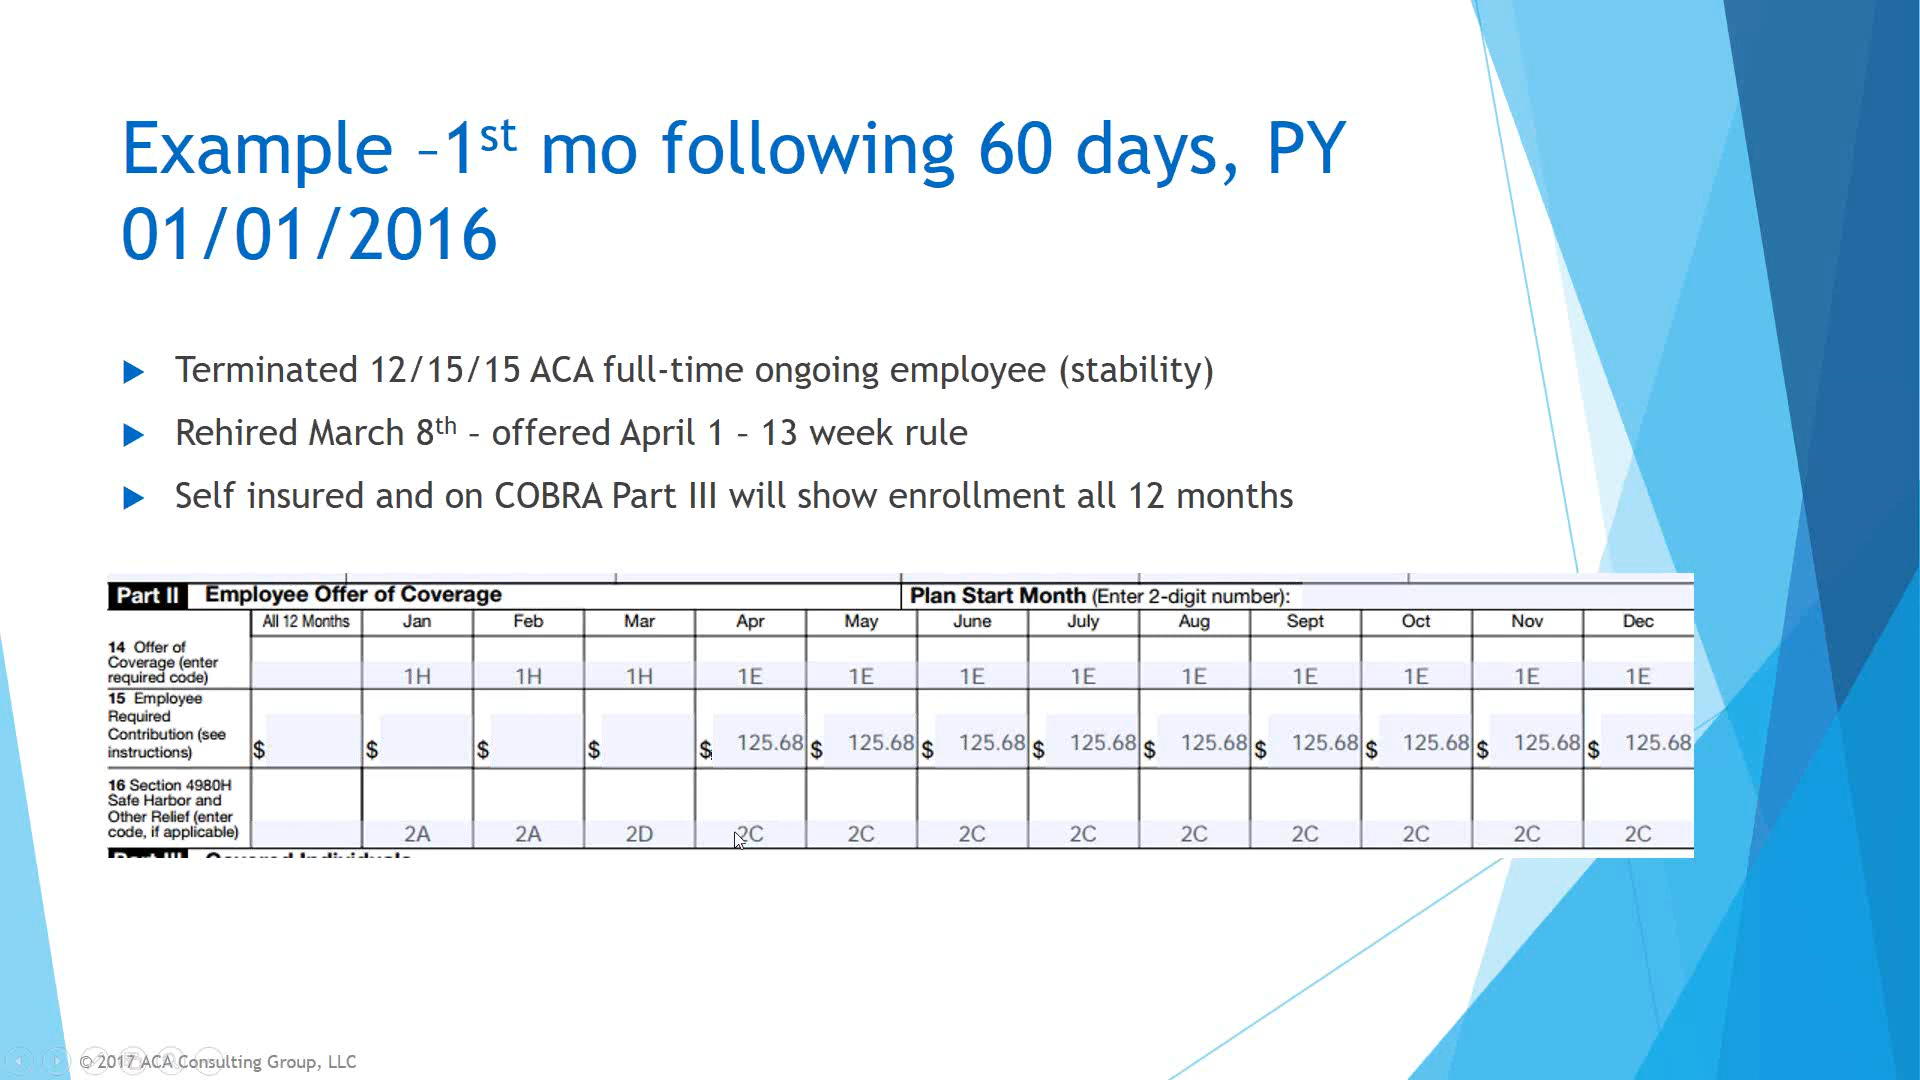 Example –1st mo following 60 days, PY
01/01/2016
Terminated 12/15/15 ACA full-time ongoing employee (stability)
Rehired March 8th – offered April 1 – 13 week rule
Self insured and on COBRA Part III will show enrollment all 12 months
Part II Employee Offer of Coverage Plan Start Month (Enter 2-digit number):
All 12 Months Jan Feb Mar Apr May June July Aug Sept Oct Nov Dec
14 Offer of
Coverage (enter
required code) 1H 1H 1H 1E 1E 1E 1E 1E 1E 1E 1E 1E
15 Employee
Required
Contribution (see
instructions) $ $ $ $ $ 125.68 $ 125.68 $ 125.68 $ 125.68 $ 125.68 $ 125.68 $ 125.68 $ 125.68 $ 125.68
16 Section 4980H
Safe Harbor and
Other Relief (enter
code, if applicable) 2A 2A 2D 2C 2C 2C 2C 2C 2C 2C 2C 2C
Part III Covered Individuals
© 2017 ACA Consulting Group, LLC